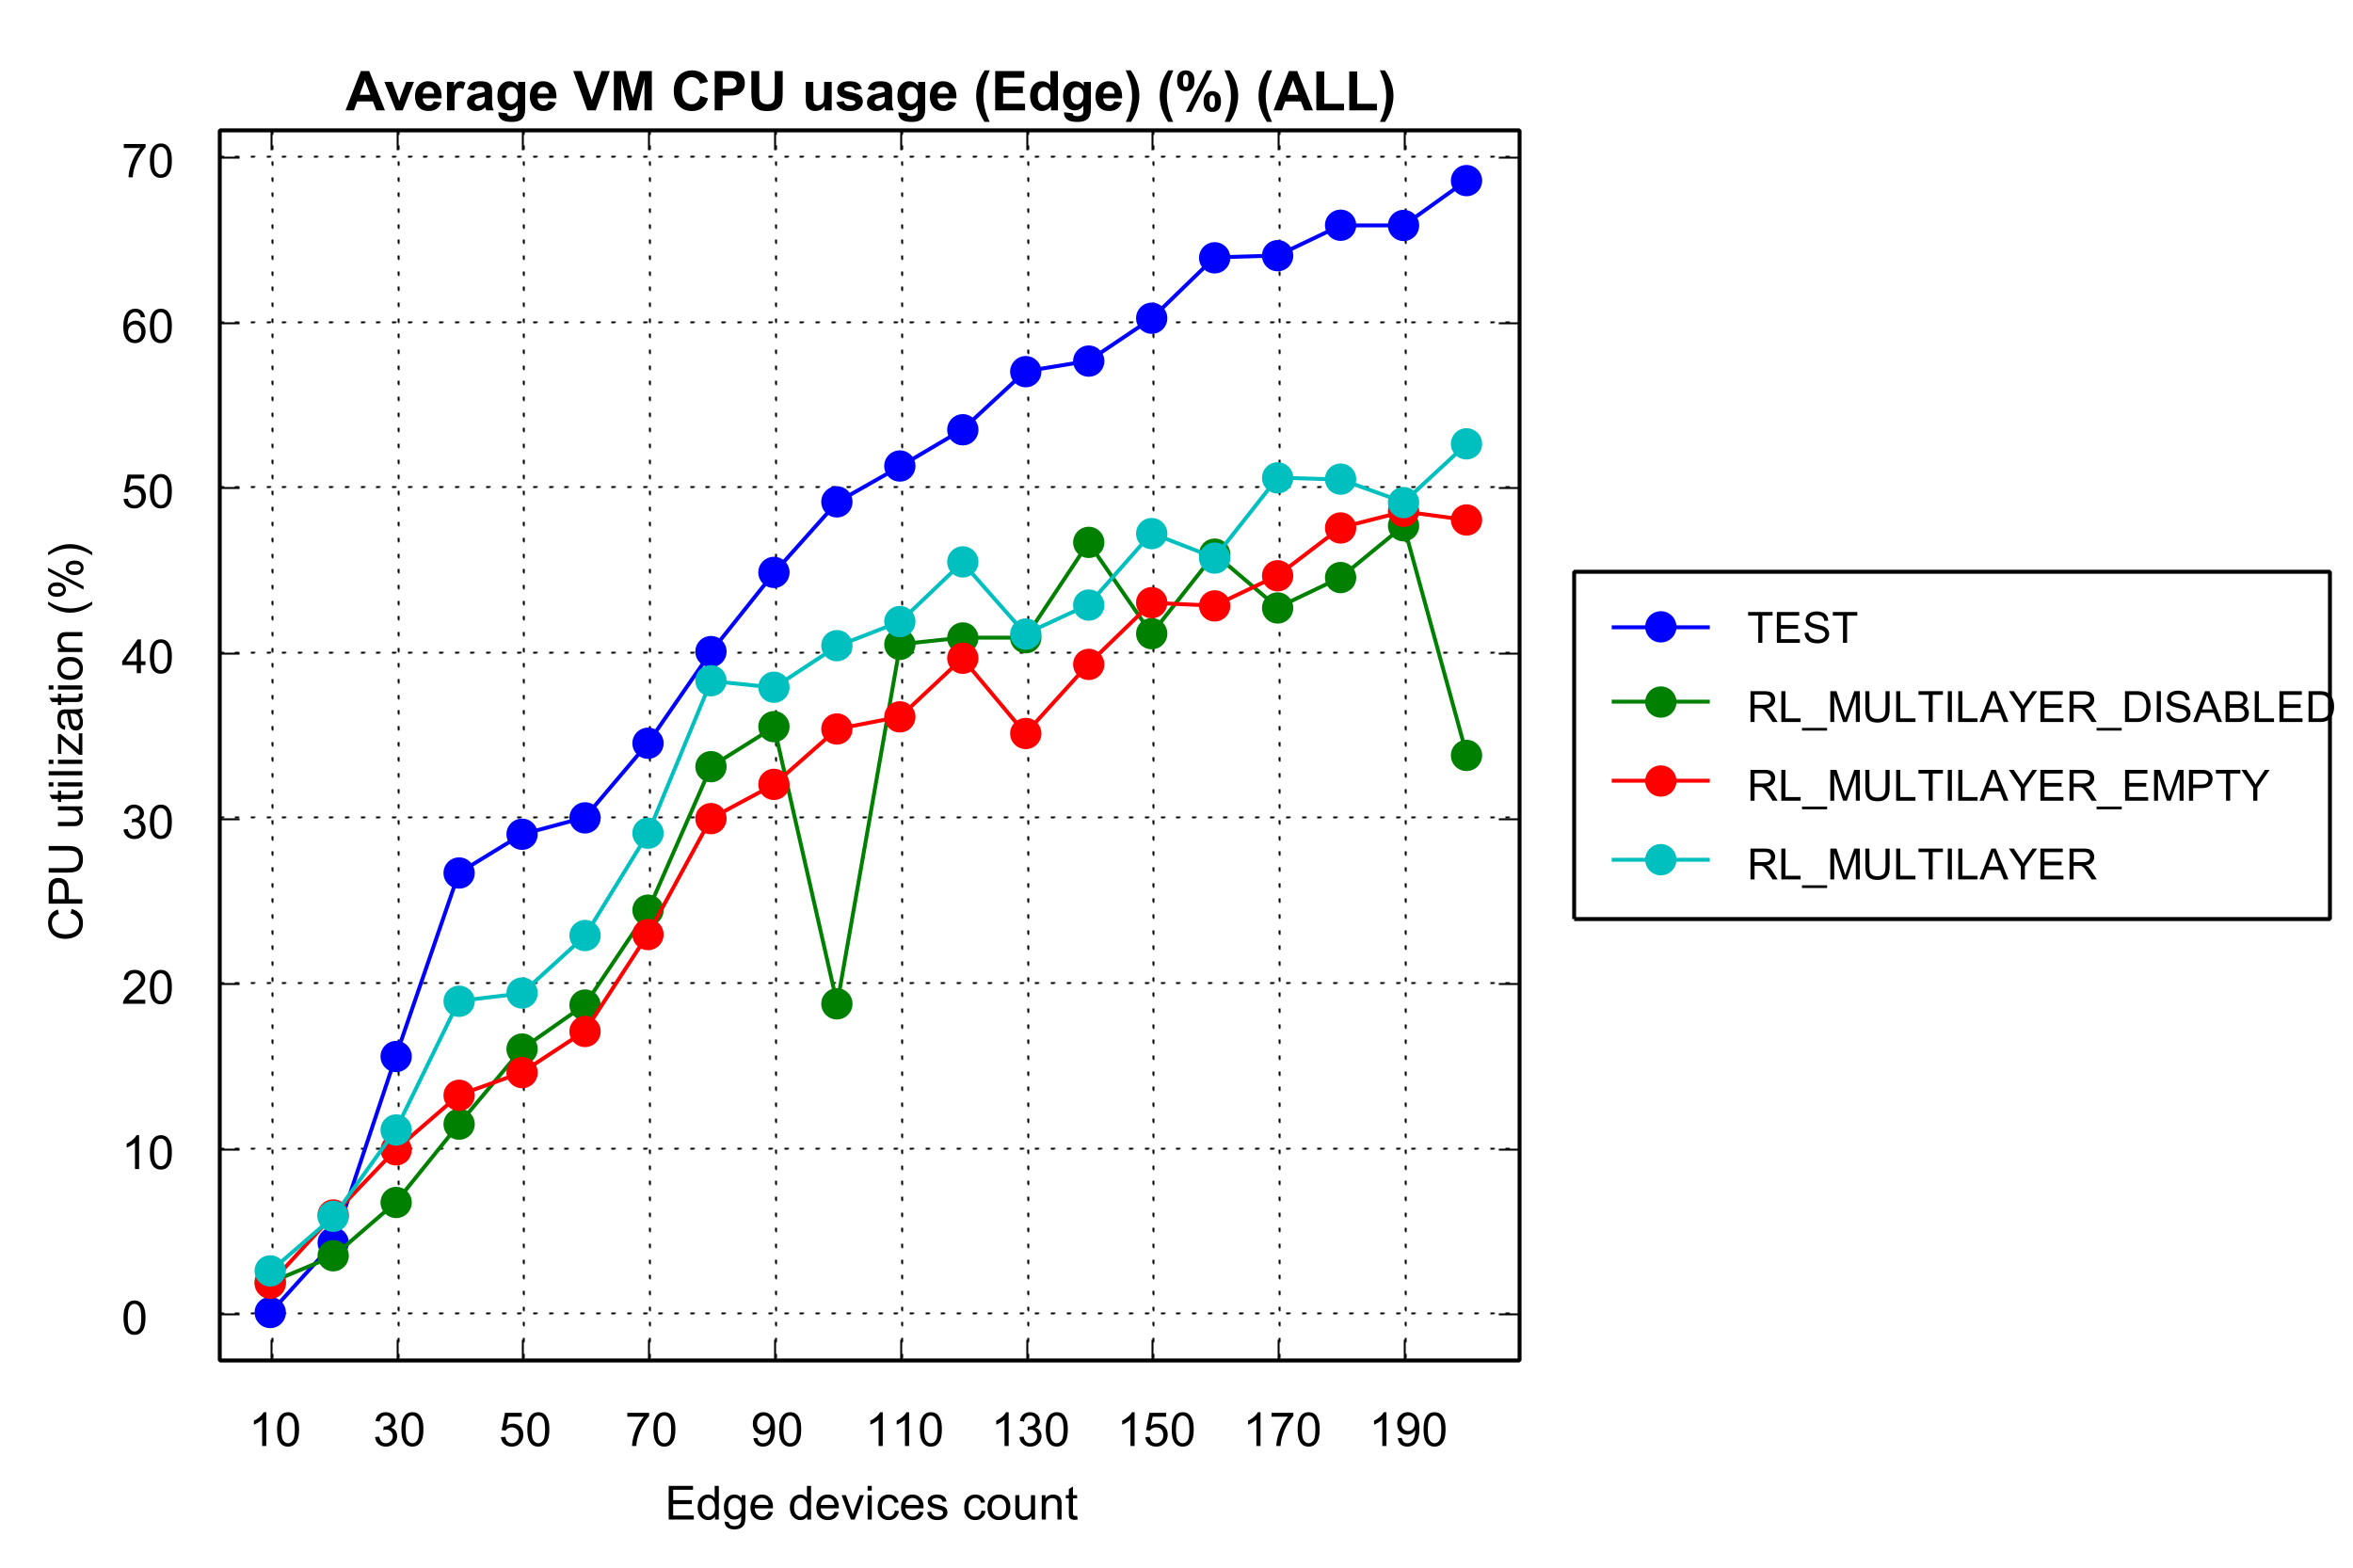 Average VM CPU usage (Edge) (%) (ALL)
70
60
50
40
30
20
10
0
CPU utilization (%)
10 30 50 70 90 110 130 150 170 190
Edge devices count
TEST
RL_MULTILAYER_DISABLED
RL_MULTILAYER_EMPTY
RL_MULTILAYER